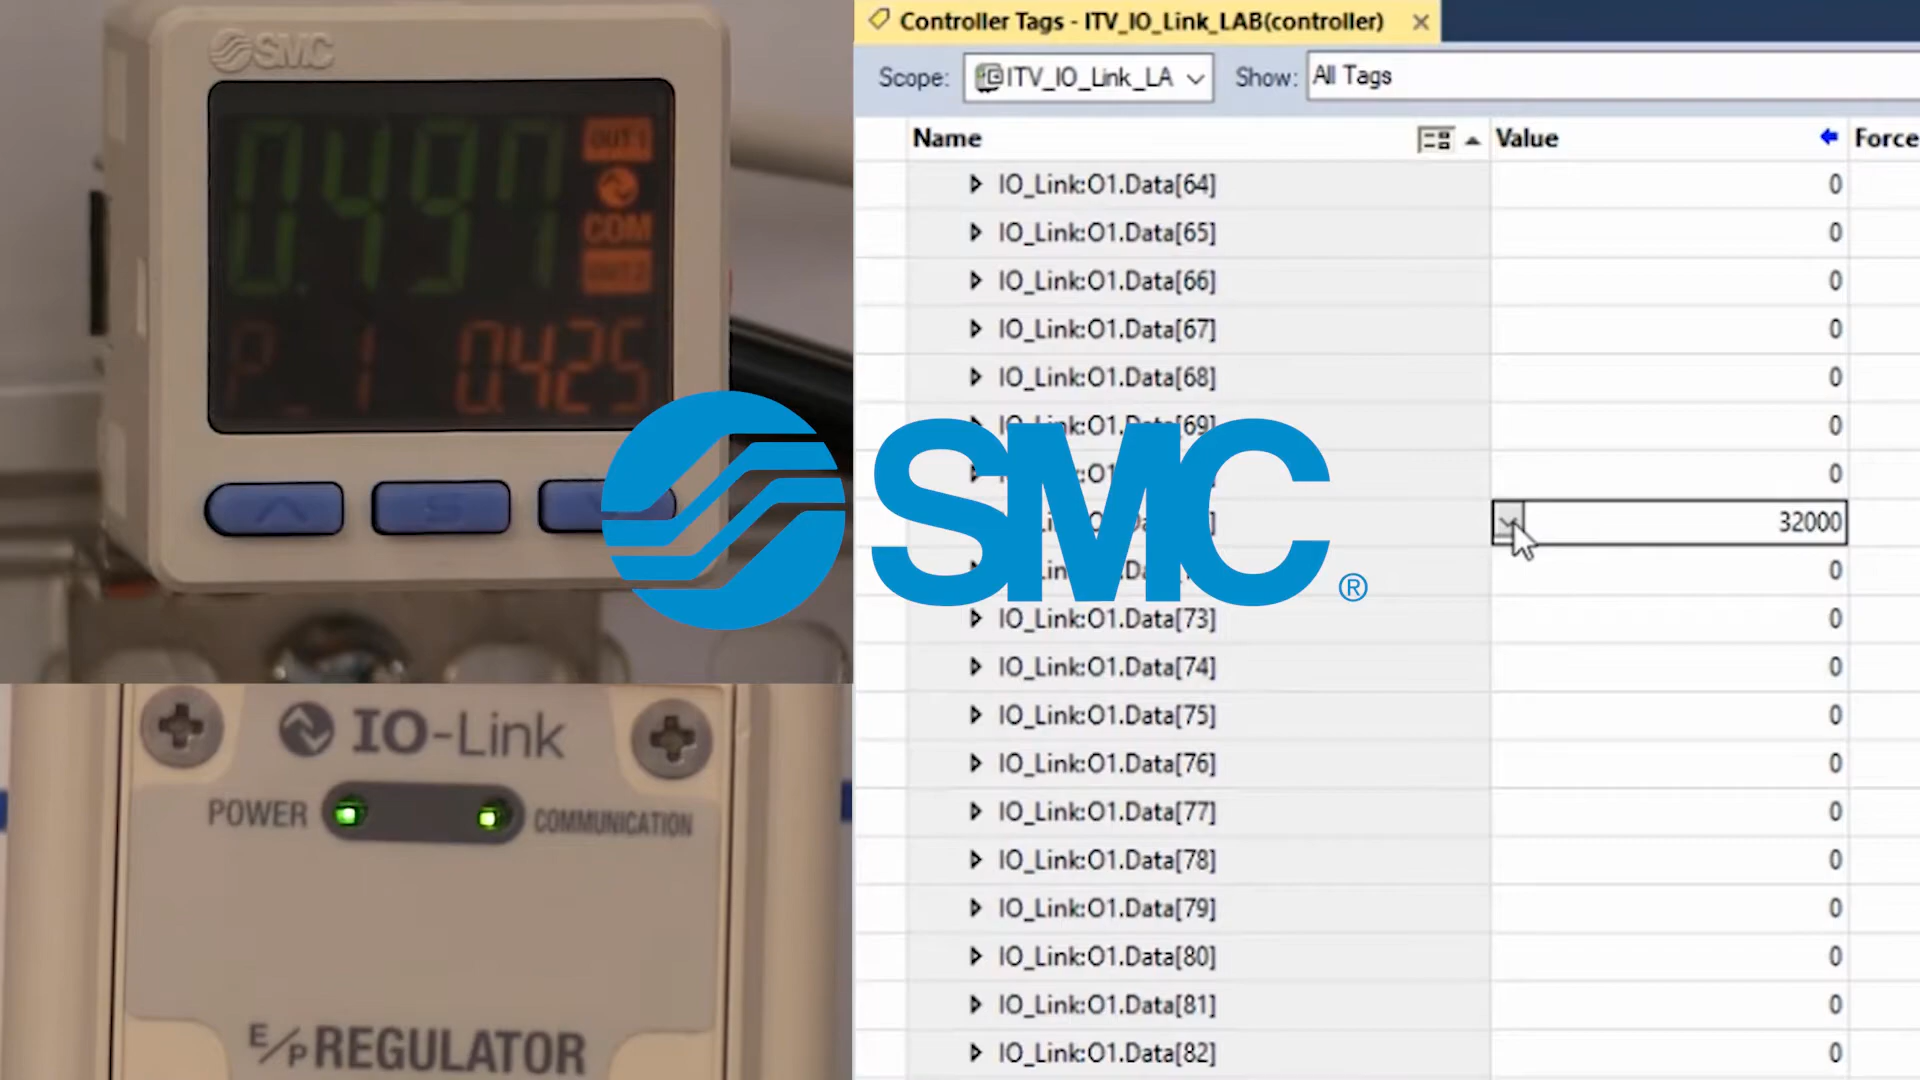 SMC
0.497
OUT1
COM
OUT2
P_1 0.425
S
IO-Link
POWER
COMMUNICATION
E/P REGULATOR
SMC®
Controller Tags - ITV_IO_Link_LAB(controller)
Scope: ITV_IO_Link_LA Show: All Tags
Name Value Force
IO_Link:O1.Data[64] 0
IO_Link:O1.Data[65] 0
IO_Link:O1.Data[66] 0
IO_Link:O1.Data[67] 0
IO_Link:O1.Data[68] 0
0
0
32000
0
IO_Link:O1.Data[73] 0
IO_Link:O1.Data[74] 0
IO_Link:O1.Data[75] 0
IO_Link:O1.Data[76] 0
IO_Link:O1.Data[77] 0
IO_Link:O1.Data[78] 0
IO_Link:O1.Data[79] 0
IO_Link:O1.Data[80] 0
IO_Link:O1.Data[81] 0
IO_Link:O1.Data[82] 0